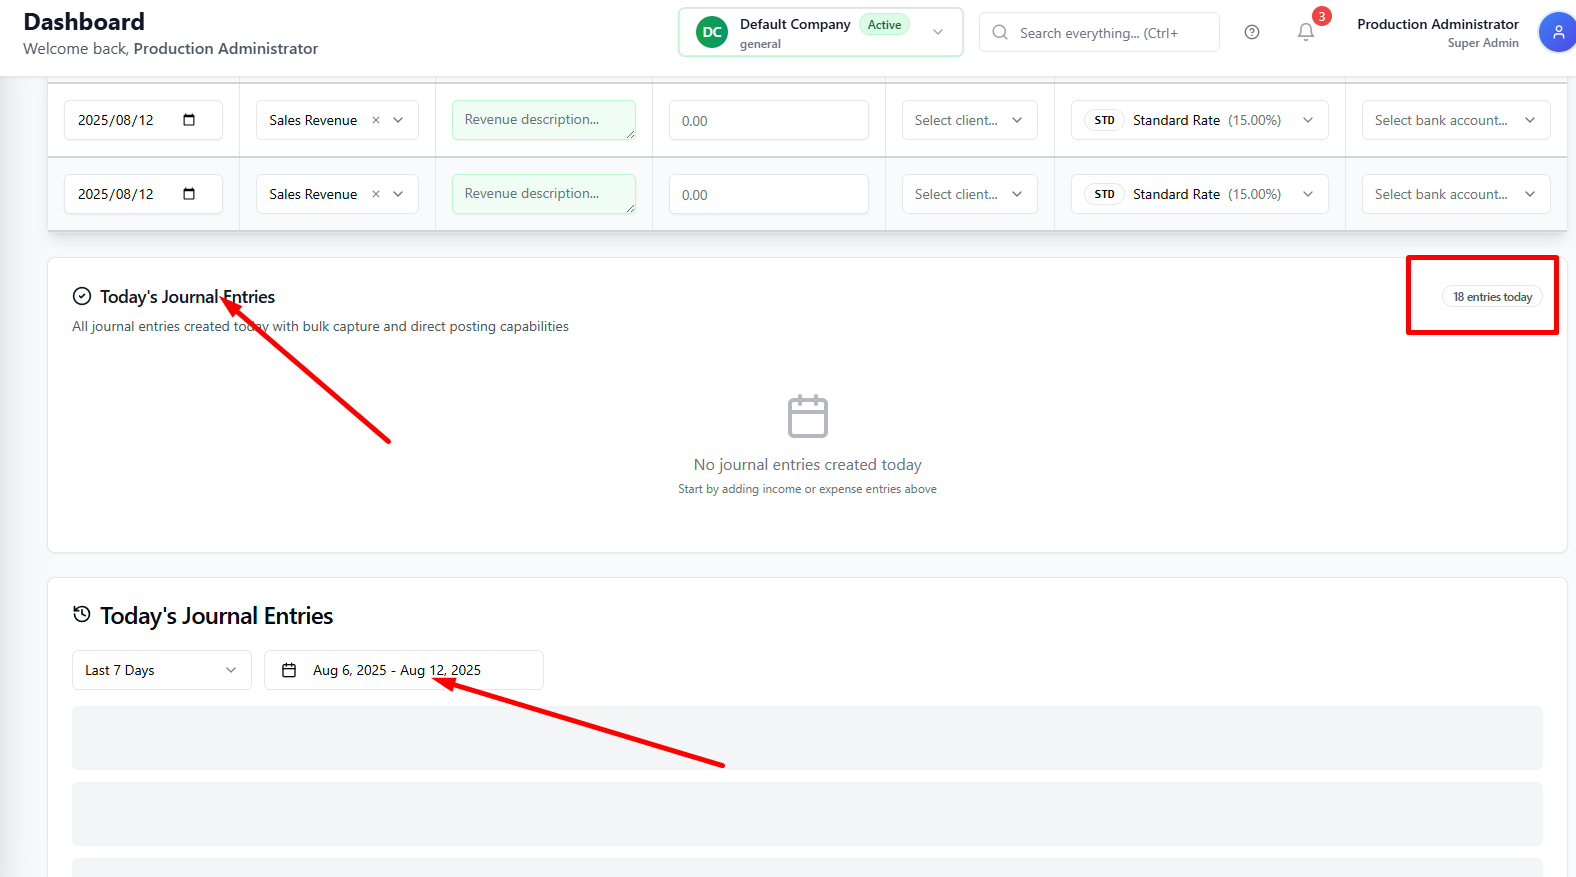 Dashboard
Welcome back, Production Administrator
DC
Default Company Active
general
Search everything... (Ctrl+
3
Production Administrator
Super Admin
2025/08/12 Sales Revenue × Revenue description... 0.00 Select client... STD Standard Rate (15.00%) Select bank account...
2025/08/12 Sales Revenue × Revenue description... 0.00 Select client... STD Standard Rate (15.00%) Select bank account...
Today's Journal Entries
18 entries today
All journal entries created today with bulk capture and direct posting capabilities
No journal entries created today
Start by adding income or expense entries above
Today's Journal Entries
Last 7 Days Aug 6, 2025 - Aug 12, 2025